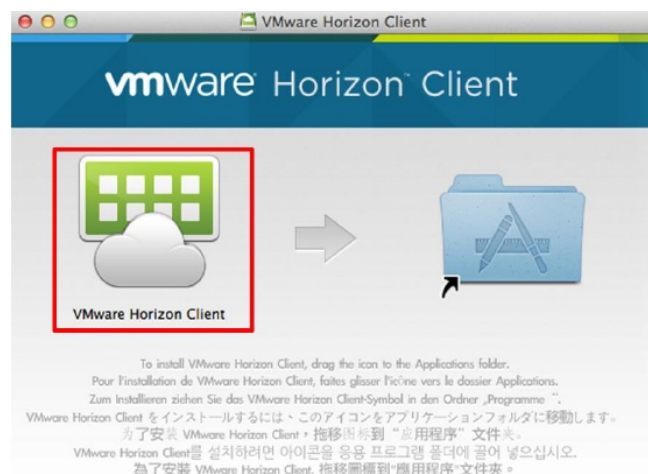 VMware Horizon Client
vmware Horizon™ Client
VMware Horizon Client
To install VMware Horizon Client, drag the icon to the Applications folder.
Pour l'installation de VMware Horizon Client, faites glisser l'icône vers le dossier Applications.
Zum Installieren ziehen Sie das VMware Horizon Client-Symbol in den Ordner „Programme “.
VMware Horizon Client をインストールするには、このアイコンをアプリケーションフォルダに移動します。
为了安装 VMware Horizon Client，拖移图标到“应用程序”文件夹。
VMware Horizon Client를 설치하려면 아이콘을 응용 프로그램 폴더에 끌어 넣으십시오.
為了安裝 VMware Horizon Client, 拖移圖標到"應用程序"文件夾。